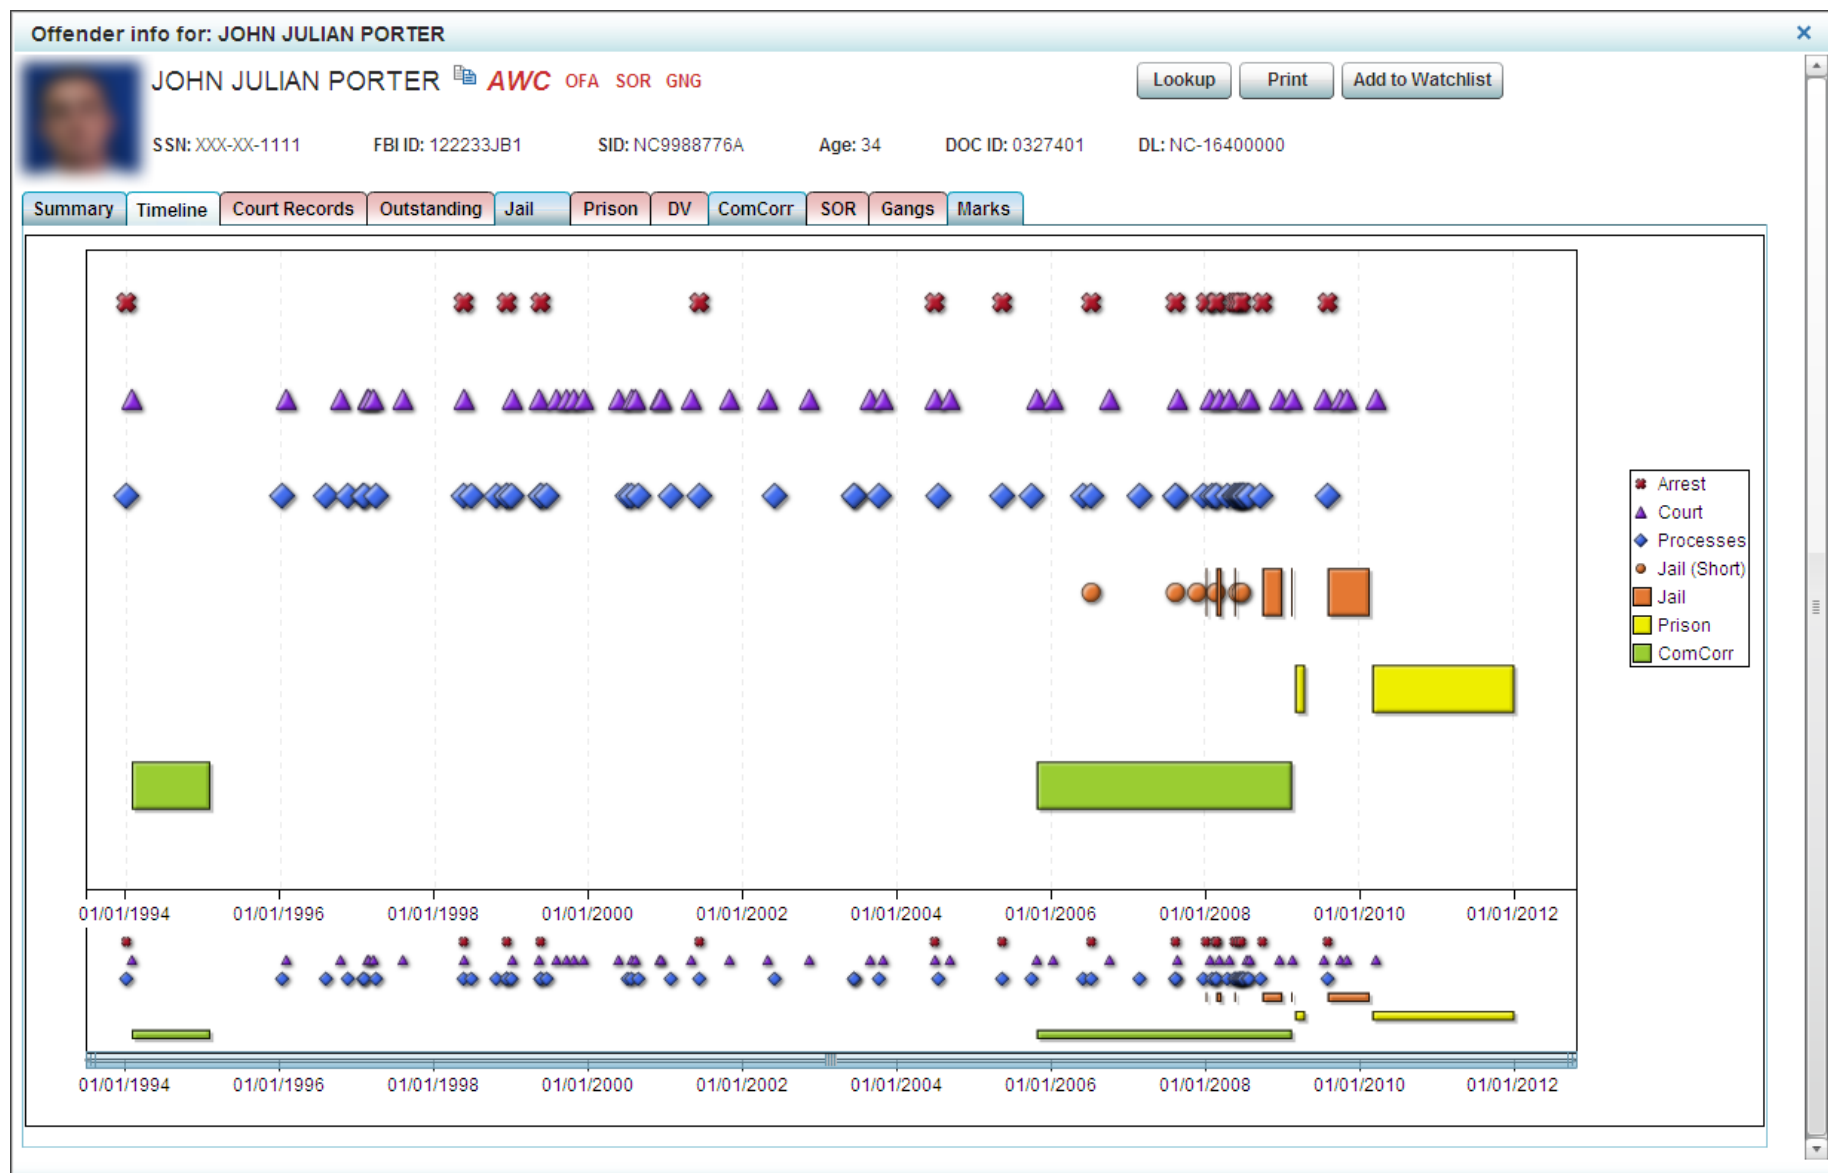 Offender info for: JOHN JULIAN PORTER
JOHN JULIAN PORTER AWC OFA SOR GNG
Lookup Print Add to Watchlist
SSN: XXX-XX-1111 FBI ID: 122233JB1 SID: NC9988776A Age: 34 DOC ID: 0327401 DL: NC-16400000
Summary Timeline Court Records Outstanding Jail Prison DV ComCorr SOR Gangs Marks
Arrest
Court
Processes
Jail (Short)
Jail
Prison
ComCorr
01/01/1994 01/01/1996 01/01/1998 01/01/2000 01/01/2002 01/01/2004 01/01/2006 01/01/2008 01/01/2010 01/01/2012
01/01/1994 01/01/1996 01/01/1998 01/01/2000 01/01/2002 01/01/2004 01/01/2006 01/01/2008 01/01/2010 01/01/2012